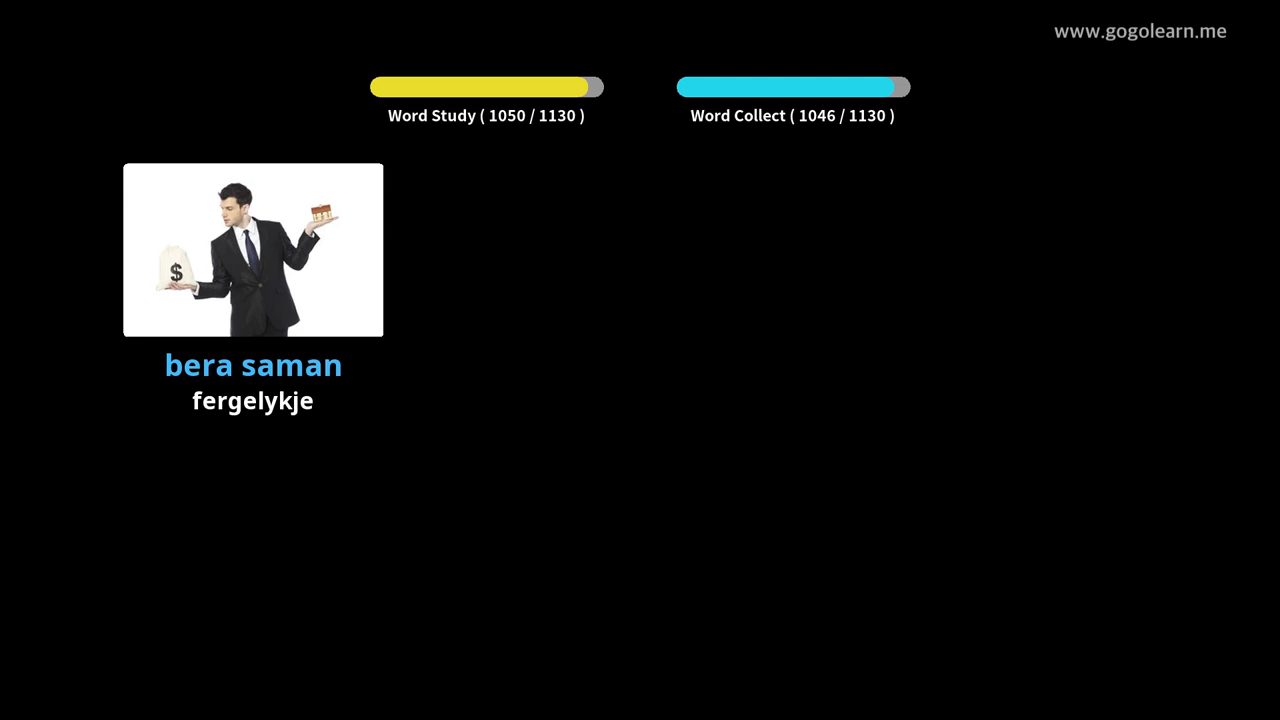 www.gogolearn.me
Word Study ( 1050 / 1130 )
Word Collect ( 1046 / 1130 )
$
bera saman
fergelykje